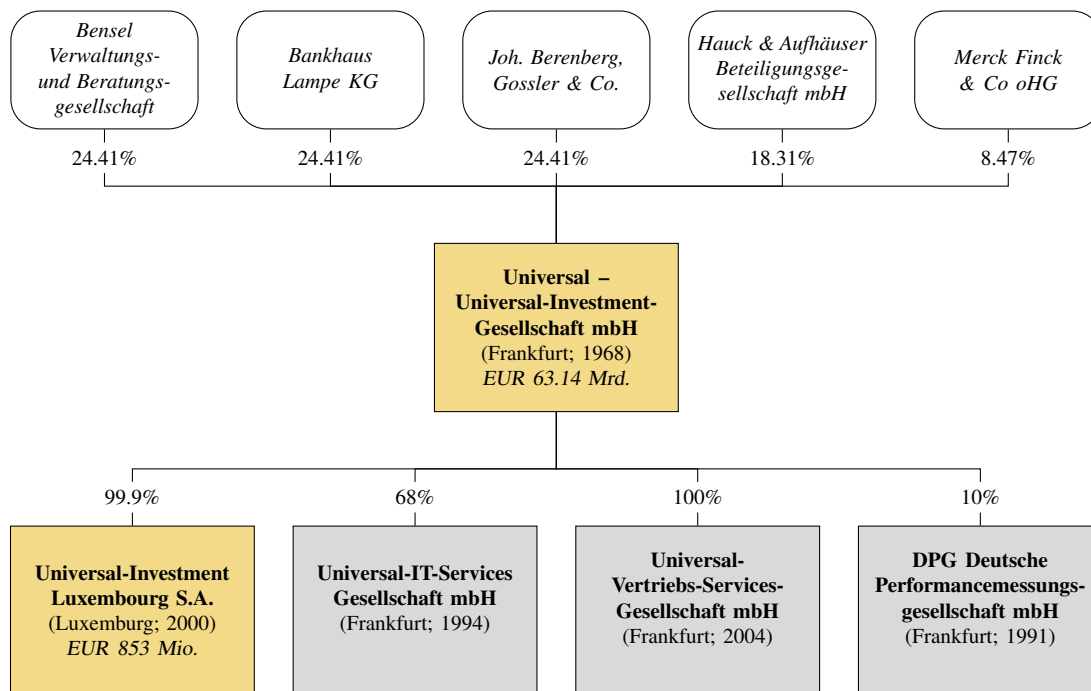 Bensel
Verwaltungs-
und Beratungs-
gesellschaft
Bankhaus
Lampe KG
Joh. Berenberg,
Gossler & Co.
Hauck & Aufhäuser
Beteiligungsge-
sellschaft mbH
Merck Finck
& Co oHG
24.41%
24.41%
24.41%
18.31%
8.47%
Universal –
Universal-Investment-
Gesellschaft mbH
(Frankfurt; 1968)
EUR 63.14 Mrd.
99.9%
68%
100%
10%
Universal-Investment
Luxembourg S.A.
(Luxemburg; 2000)
EUR 853 Mio.
Universal-IT-Services
Gesellschaft mbH
(Frankfurt; 1994)
Universal-
Vertriebs-Services-
Gesellschaft mbH
(Frankfurt; 2004)
DPG Deutsche
Performancemessungs-
gesellschaft mbH
(Frankfurt; 1991)